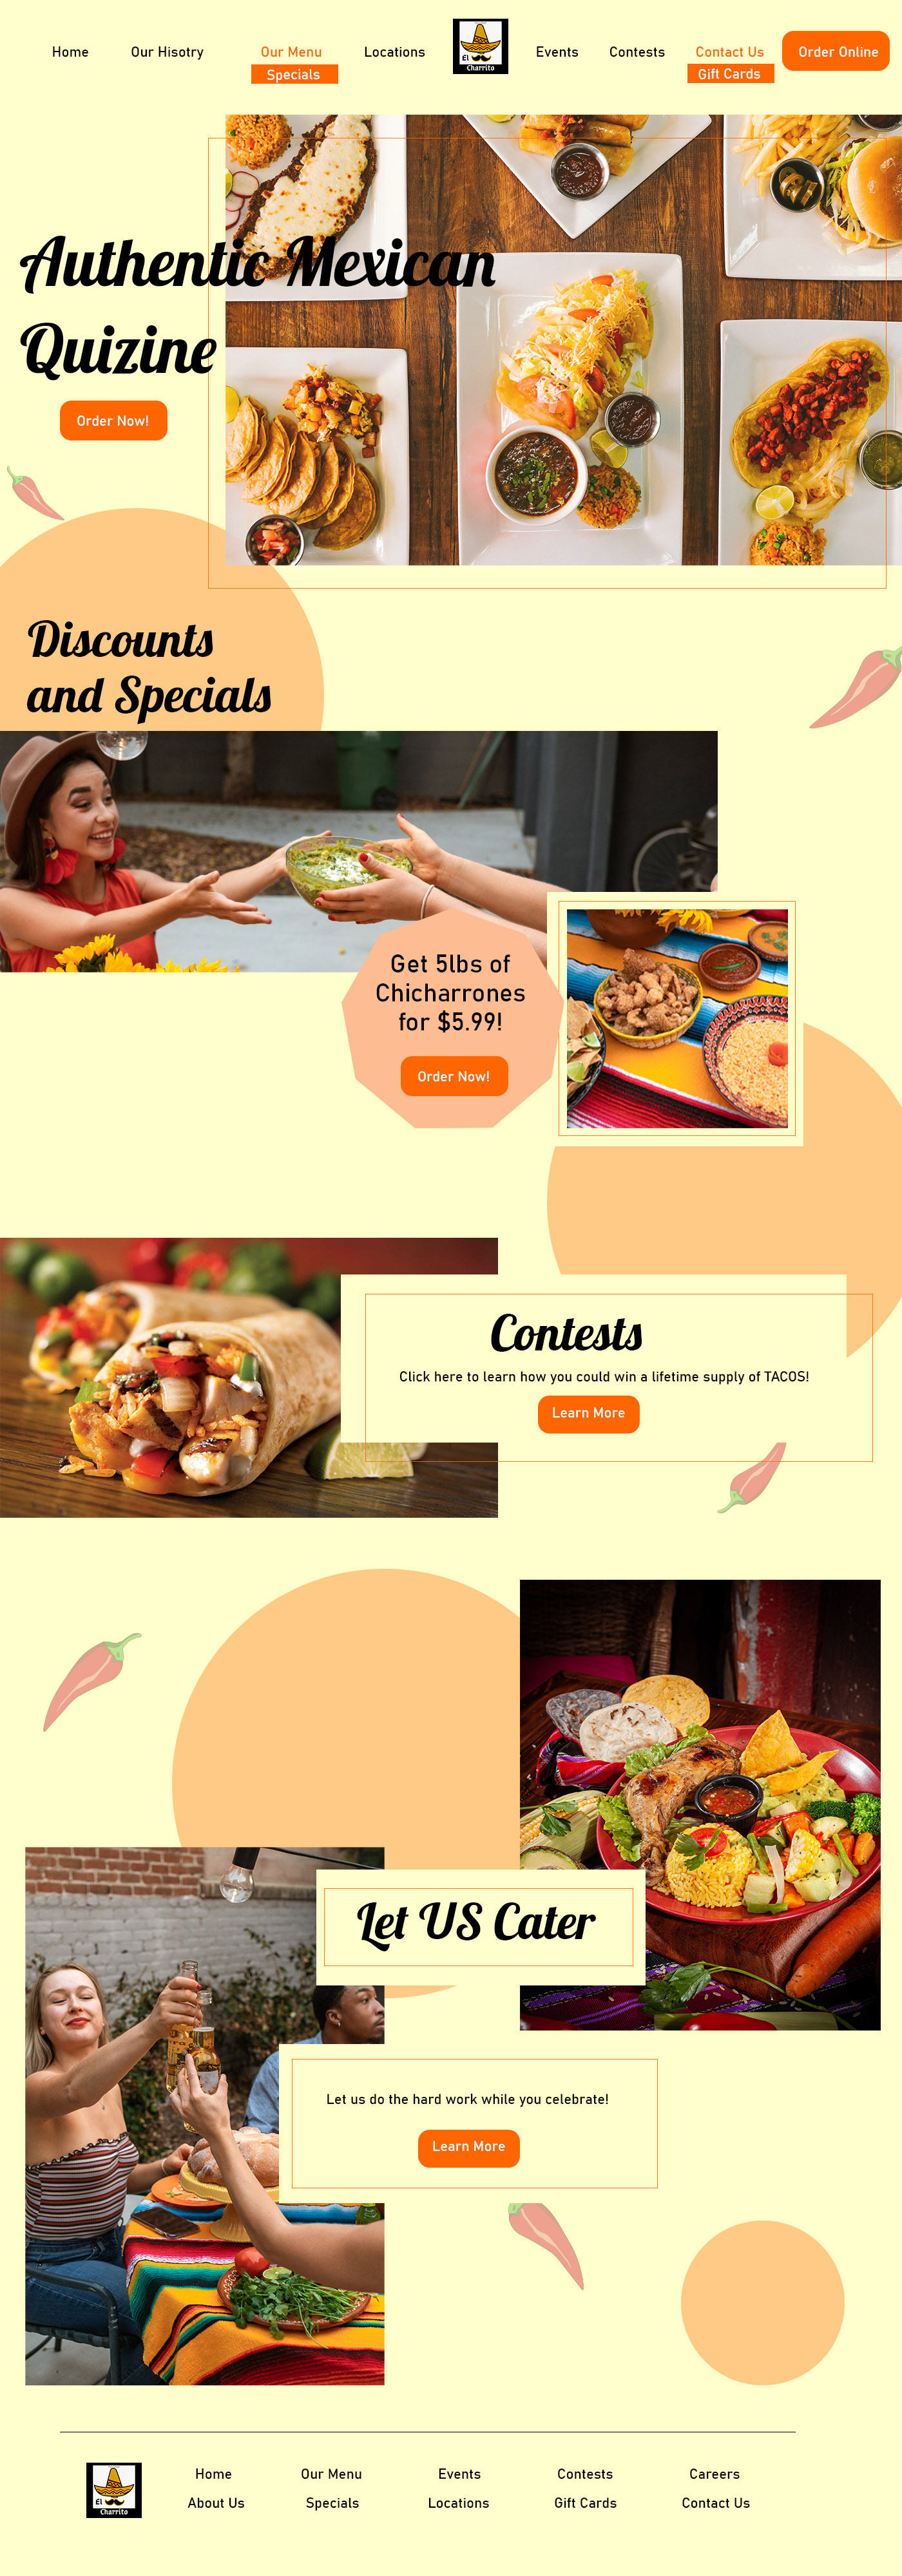 Home Our Hisotry Our Menu Locations El Charrito Events Contests Contact Us Order Online
Specials Gift Cards
Authentic Mexican
Quizine
Order Now!
Discounts
and Specials
Get 5lbs of
Chicharrones
for $5.99!
Order Now!
Contests
Click here to learn how you could win a lifetime supply of TACOS!
Learn More
Let US Cater
Let us do the hard work while you celebrate!
Learn More
El Charrito
Home Our Menu Events Contests Careers
About Us Specials Locations Gift Cards Contact Us